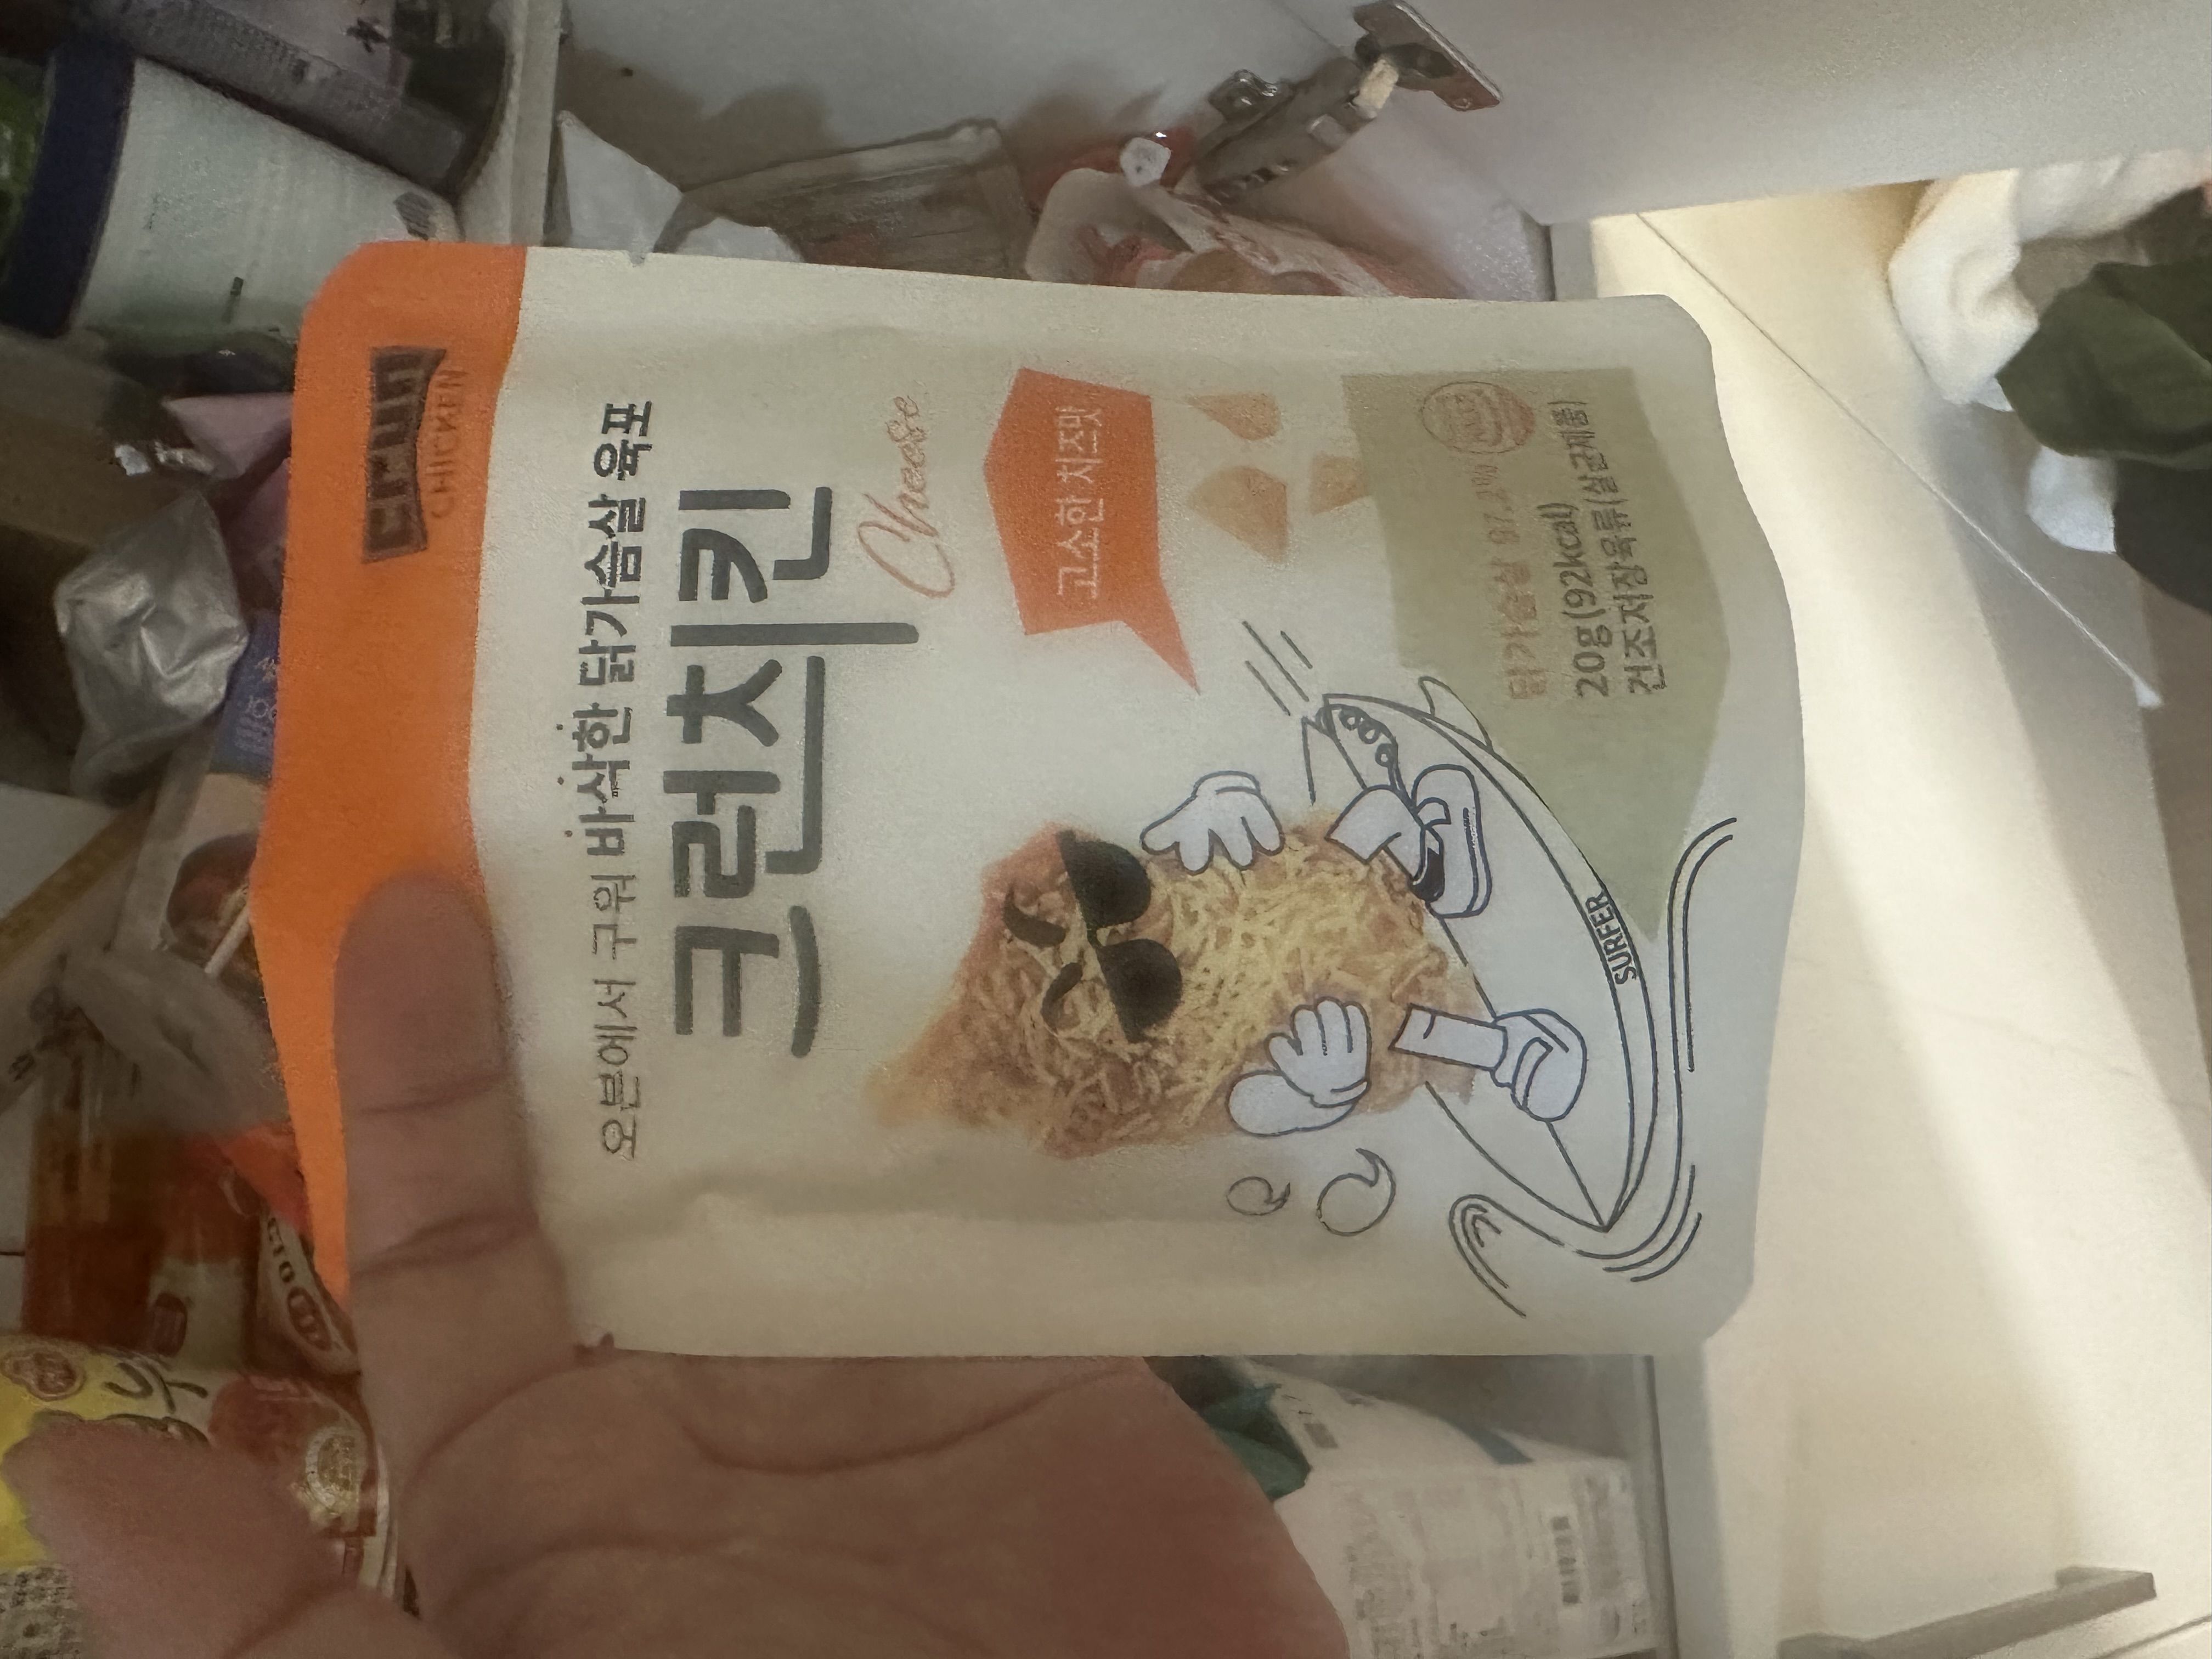 CRUN
CHICKEN
오븐에서 구워 바삭한 닭가슴살 육포
크런치킨
Cheese
고소한 치즈맛
닭가슴살 97.2%
20g(92kcal)
건조저장육류(살균제품)
SURFER